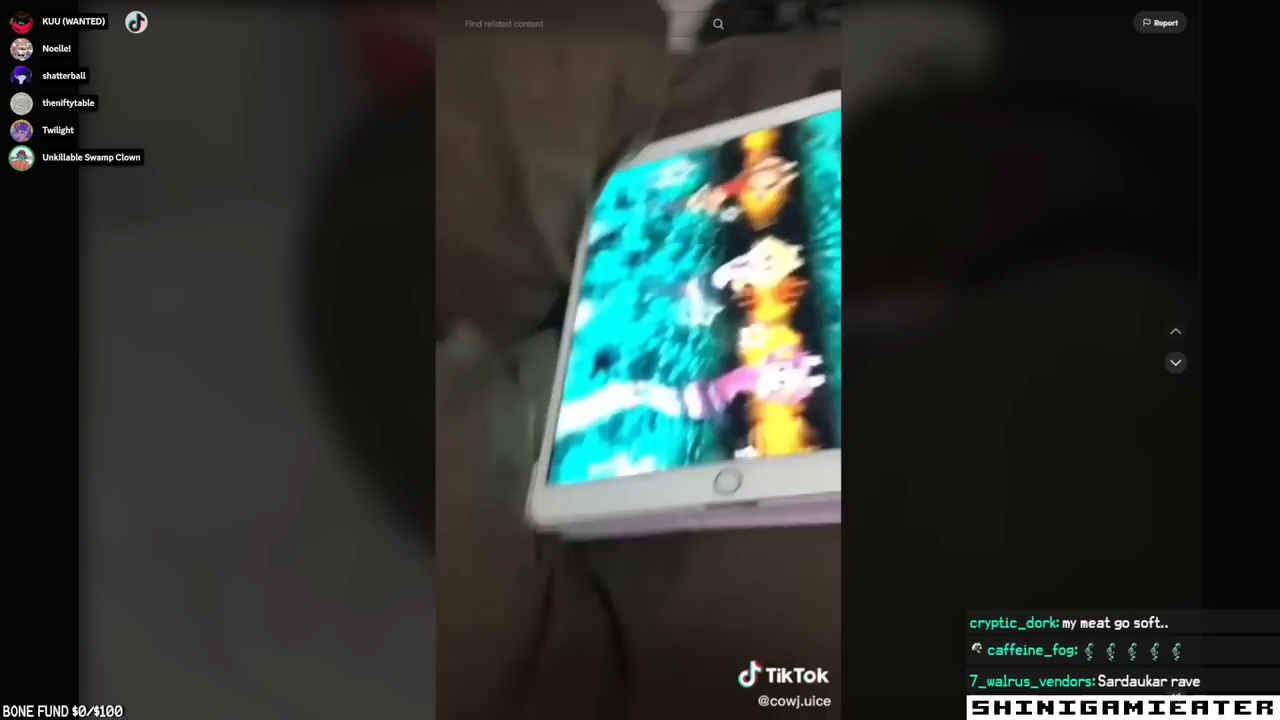 KUU (WANTED)
Noelle!
shatterball
theniftytable
Twilight
Unkillable Swamp Clown
Find related content
Report
TikTok
@cowj.uice
cryptic_dork: my meat go soft..
caffeine_fog:
7_walrus_vendors: Sardaukar rave
SHINIGAMIEATER
BONE FUND $0/$100